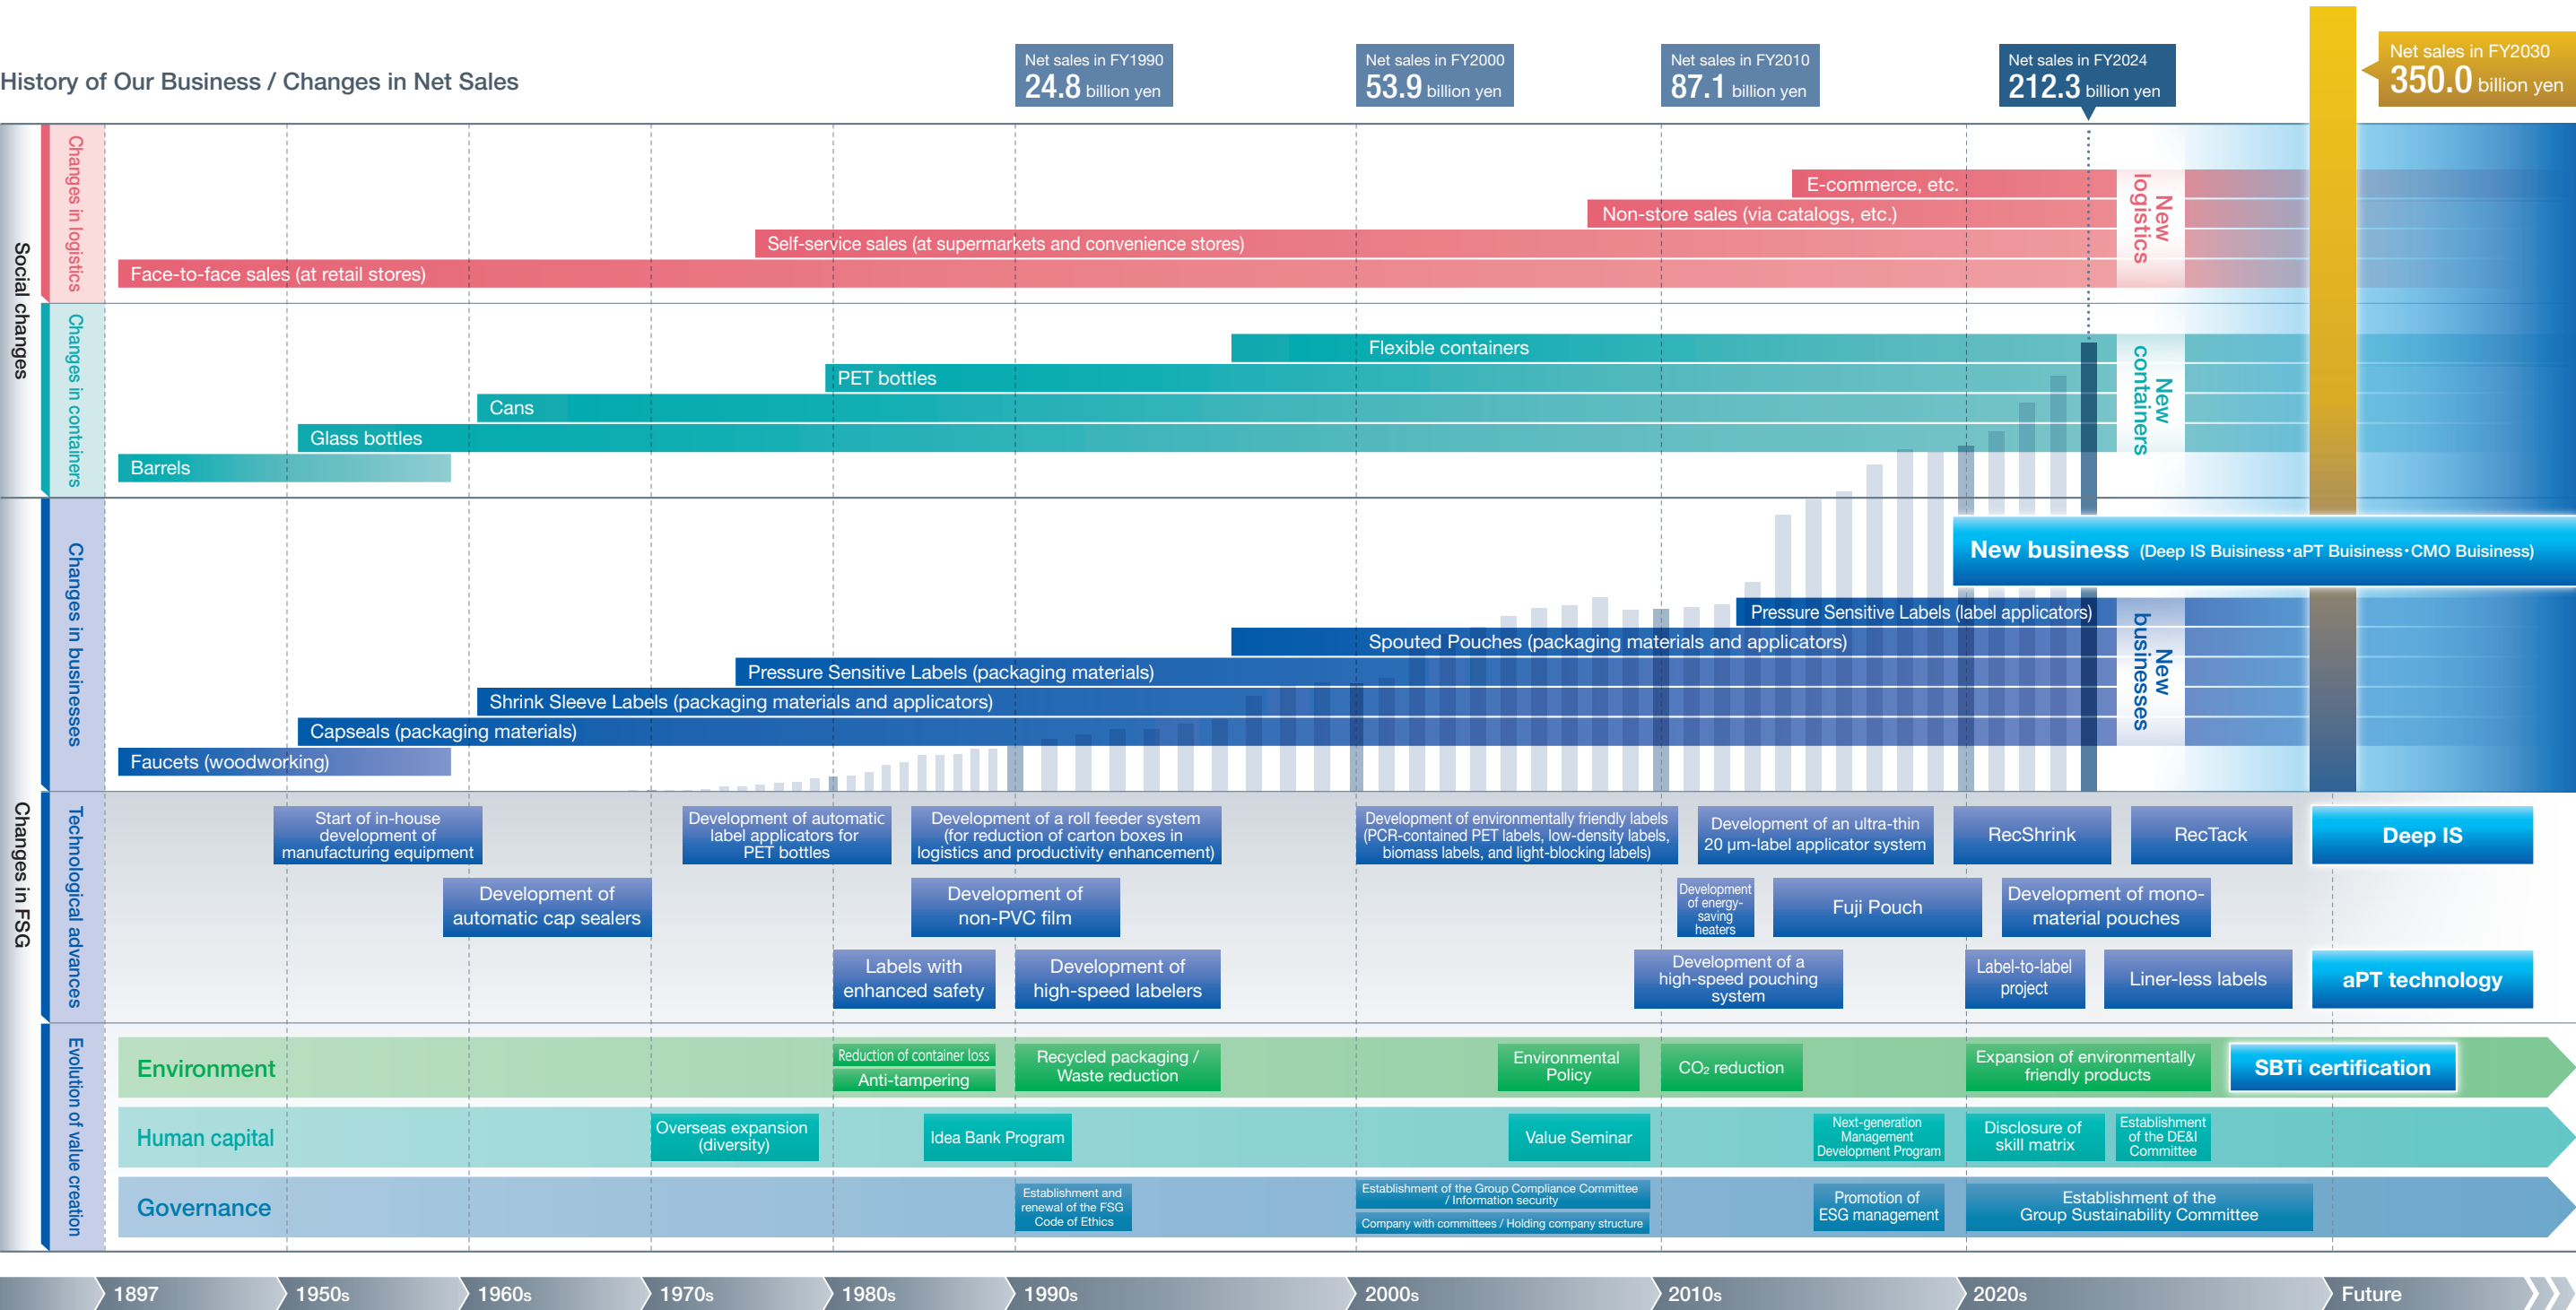 History of Our Business / Changes in Net Sales
Net sales in FY1990
24.8 billion yen
Net sales in FY2000
53.9 billion yen
Net sales in FY2010
87.1 billion yen
Net sales in FY2024
212.3 billion yen
Net sales in FY2030
350.0 billion yen
Social changes
Changes in logistics
E-commerce, etc.
Non-store sales (via catalogs, etc.)
Self-service sales (at supermarkets and convenience stores)
Face-to-face sales (at retail stores)
New
logistics
Changes in containers
Flexible containers
PET bottles
Cans
Glass bottles
Barrels
New
containers
Changes in FSG
Changes in businesses
New business (Deep IS Buisiness・aPT Buisiness・CMO Buisiness)
Pressure Sensitive Labels (label applicators)
Spouted Pouches (packaging materials and applicators)
Pressure Sensitive Labels (packaging materials)
Shrink Sleeve Labels (packaging materials and applicators)
Capseals (packaging materials)
Faucets (woodworking)
New
businesses
Technological advances
Start of in-house
development of
manufacturing equipment
Development of automatic
label applicators for
PET bottles
Development of a roll feeder system
(for reduction of carton boxes in
logistics and productivity enhancement)
Development of environmentally friendly labels
(PCR-contained PET labels, low-density labels,
biomass labels, and light-blocking labels)
Development of an ultra-thin
20 µm-label applicator system
RecShrink
RecTack
Deep IS
Development of
automatic cap sealers
Development of
non-PVC film
Development
of energy-
saving
heaters
Fuji Pouch
Development of mono-
material pouches
Labels with
enhanced safety
Development of
high-speed labelers
Development of a
high-speed pouching
system
Label-to-label
project
Liner-less labels
aPT technology
Evolution of value creation
Environment
Reduction of container loss
Anti-tampering
Recycled packaging /
Waste reduction
Environmental
Policy
CO₂ reduction
Expansion of environmentally
friendly products
SBTi certification
Human capital
Overseas expansion
(diversity)
Idea Bank Program
Value Seminar
Next-generation
Management
Development Program
Disclosure of
skill matrix
Establishment
of the DE&I
Committee
Governance
Establishment and
renewal of the FSG
Code of Ethics
Establishment of the Group Compliance Committee
/ Information security
Company with committees / Holding company structure
Promotion of
ESG management
Establishment of the
Group Sustainability Committee
1897
1950s
1960s
1970s
1980s
1990s
2000s
2010s
2020s
Future